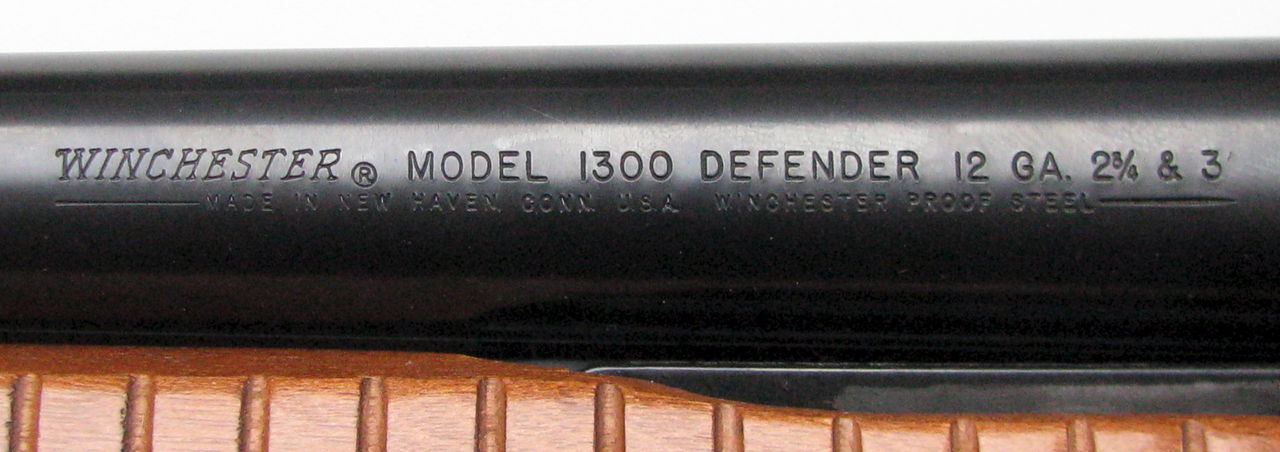 WINCHESTER® MODEL 1300 DEFENDER 12 GA. 2¾ & 3"
MADE IN NEW HAVEN, CONN. U.S.A. WINCHESTER PROOF STEEL